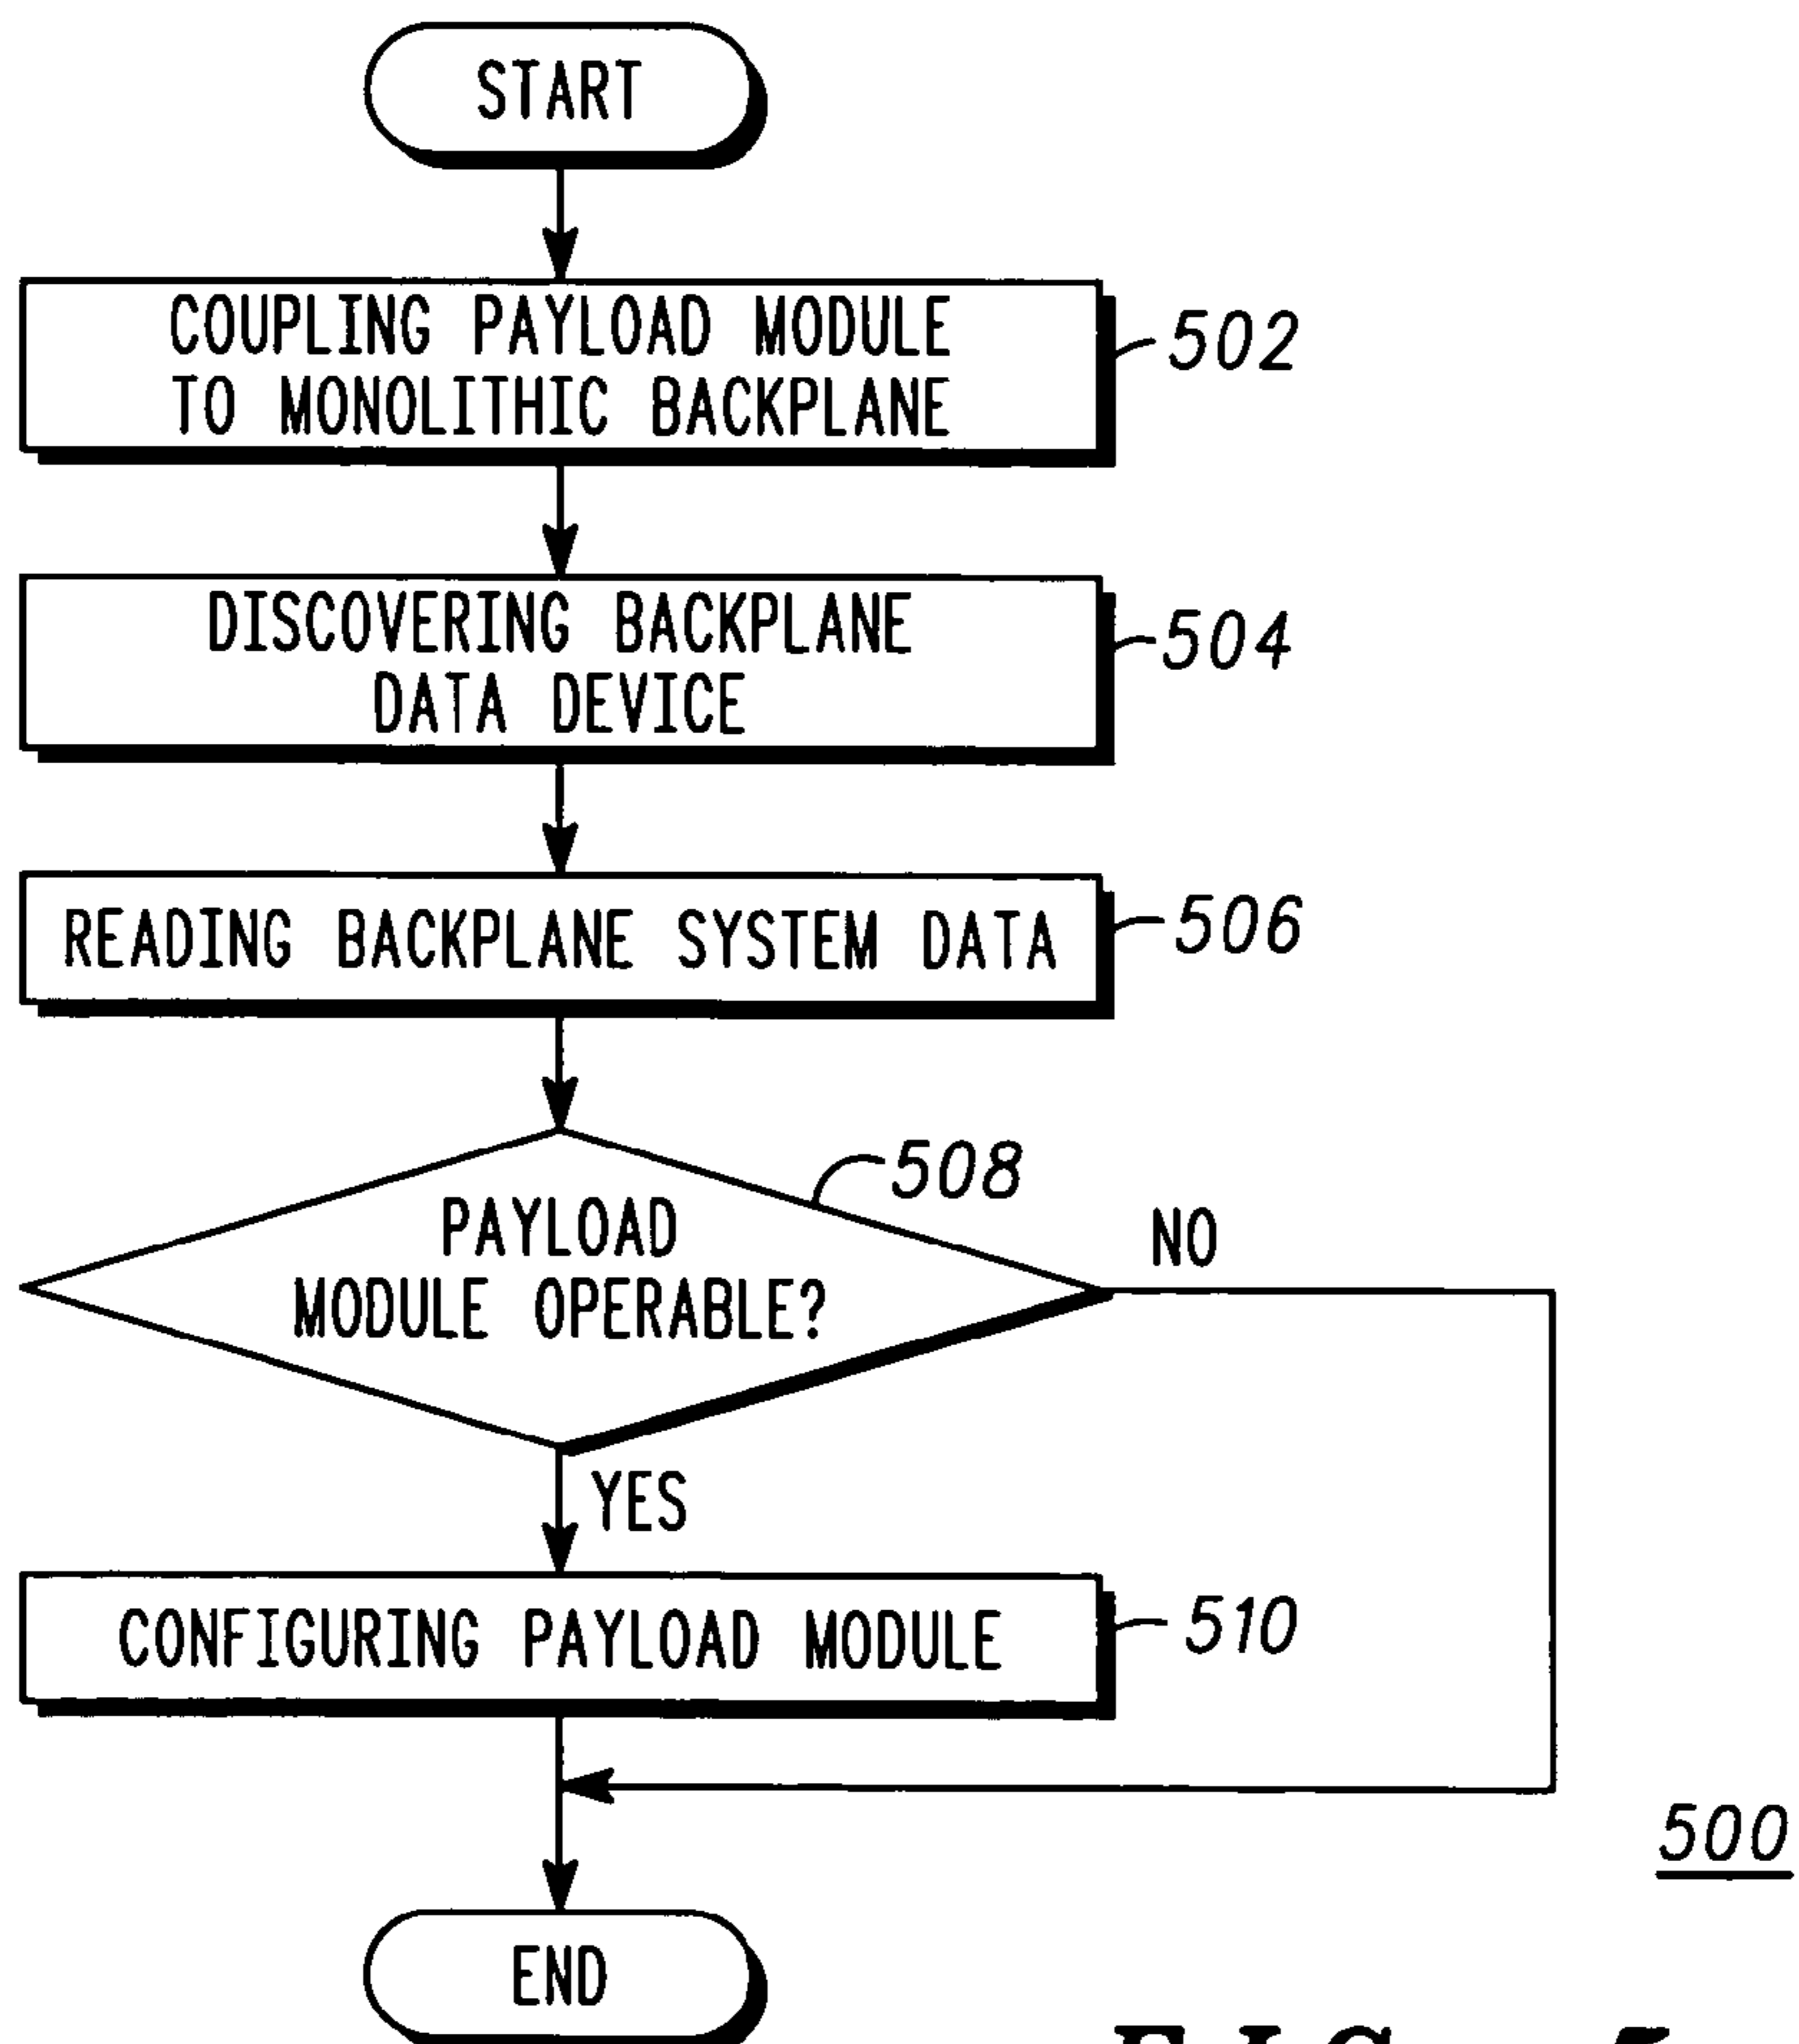 START
COUPLING PAYLOAD MODULE
TO MONOLITHIC BACKPLANE
502
DISCOVERING BACKPLANE
DATA DEVICE
504
READING BACKPLANE SYSTEM DATA
506
508
PAYLOAD
MODULE OPERABLE?
NO
YES
CONFIGURING PAYLOAD MODULE
510
500
END